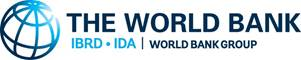 THE WORLD BANK
IBRD • IDA | WORLD BANK GROUP